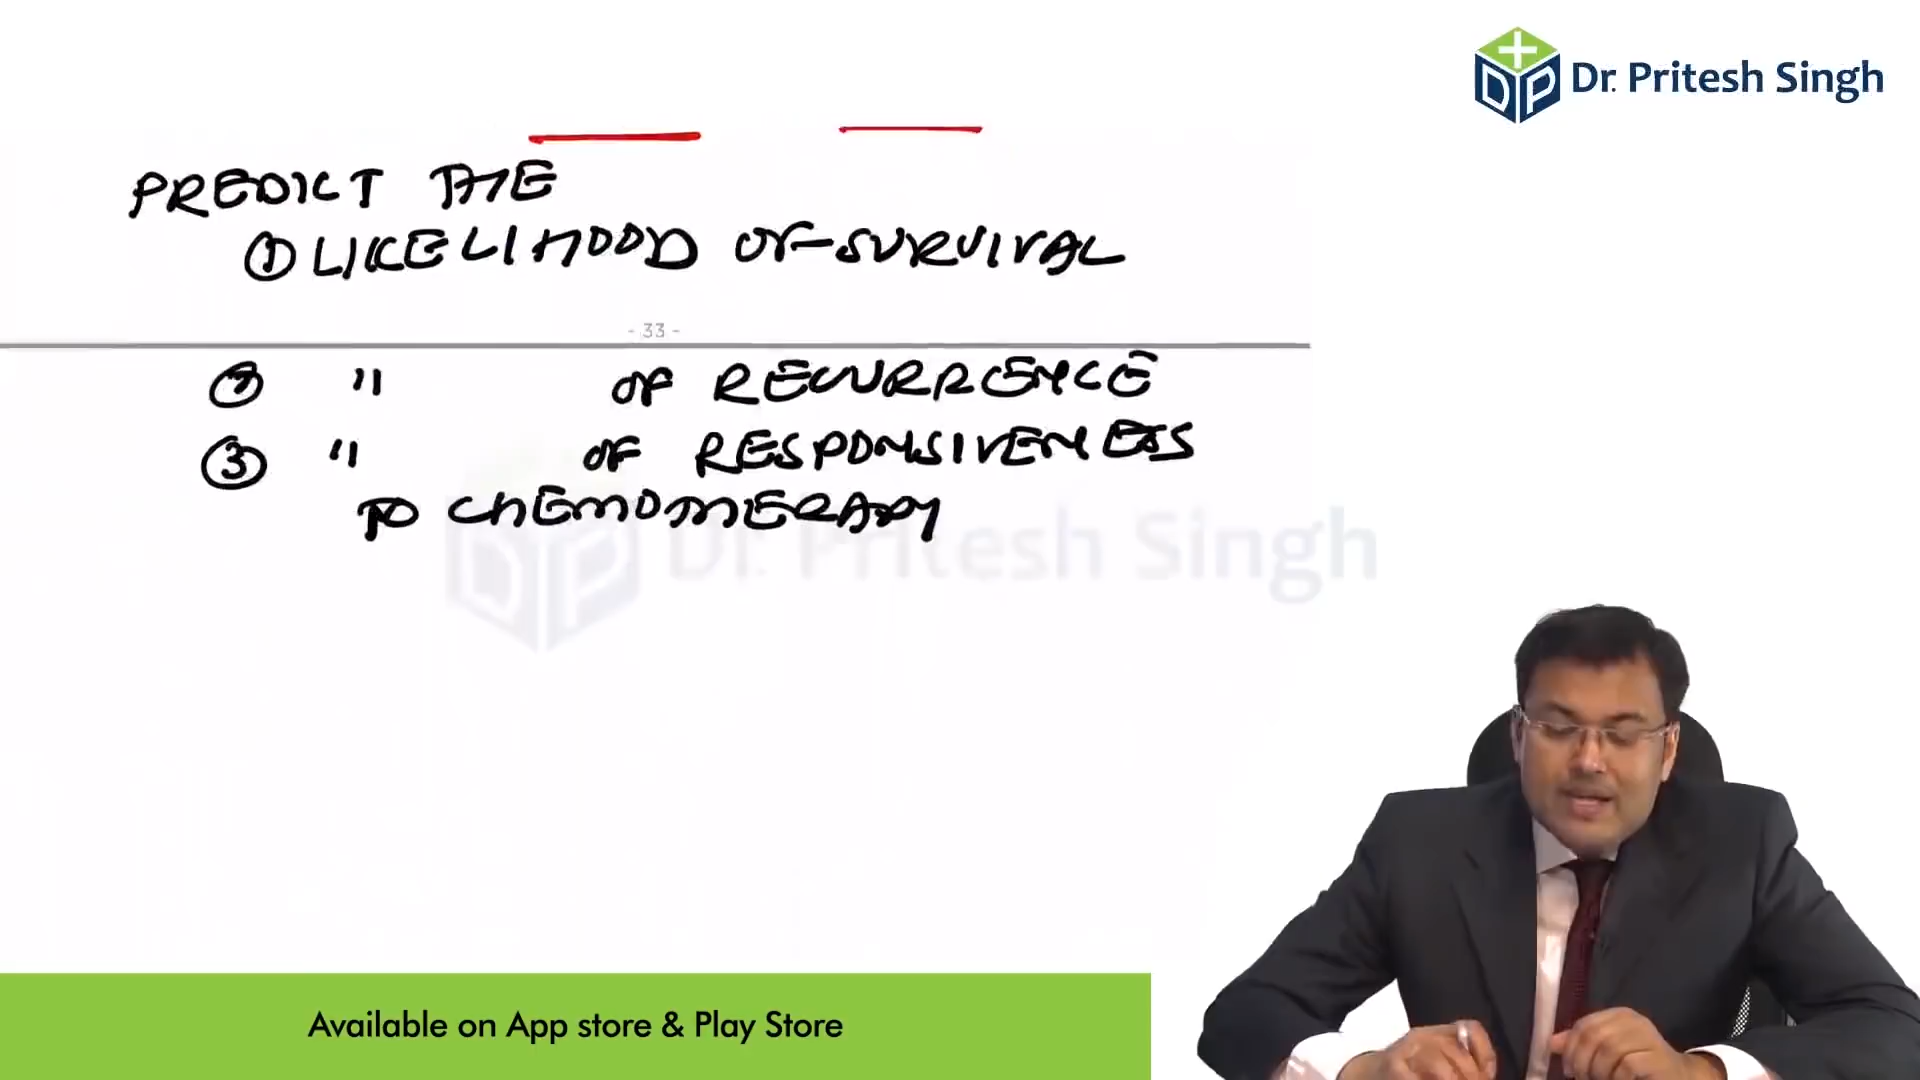 Dr. Pritesh Singh
PREDICT THE
① LIKELIHOOD OF SURVIVAL
- 33 -
② " OF RECURRENCE
③ " OF RESPONSIVENESS
TO CHEMOTHERAPY
DP Dr. Pritesh Singh
Available on App store & Play Store